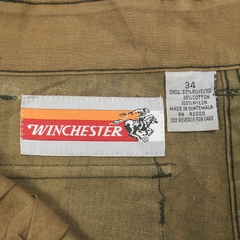 WINCHESTER
34
SHELL: 65% POLYESTER
35% COTTON
100% NYLON
MADE IN GUATEMALA
RN 42000
SEE REVERSE FOR CARE